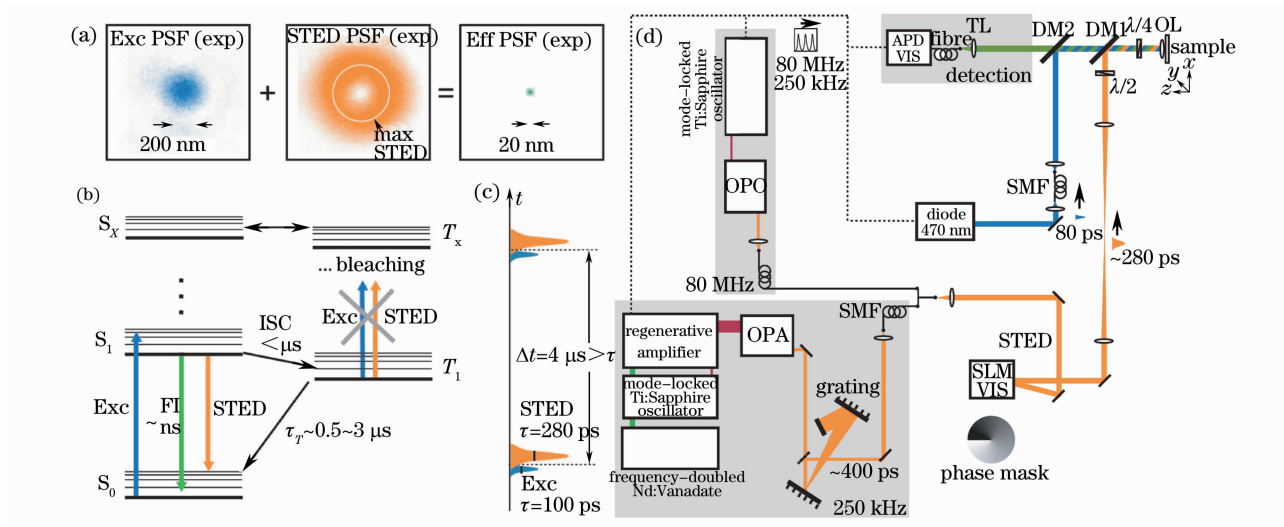 (a)
Exc PSF (exp)
200 nm
+
STED PSF (exp)
max
STED
=
Eff PSF (exp)
20 nm
(b)
S_X
T_x
... bleaching
S_1
ISC
<μs
Exc
STED
T_1
Exc
FI
~ns
STED
τ_T~0.5~3 μs
S_0
(c)
t
Δt=4 μs>τ
STED
τ=280 ps
Exc
τ=100 ps
(d)
mode-locked
Ti:Sapphire
oscillator
80 MHz
250 kHz
OPO
80 MHz
APD
VIS
fibre
TL
detection
DM2
DM1
λ/4
OL
sample
x
y
z
λ/2
SMF
diode
470 nm
80 ps
~280 ps
SMF
regenerative
amplifier
OPA
mode-locked
Ti:Sapphire
oscillator
frequency-doubled
Nd:Vanadate
grating
~400 ps
250 kHz
STED
SLM
VIS
phase mask